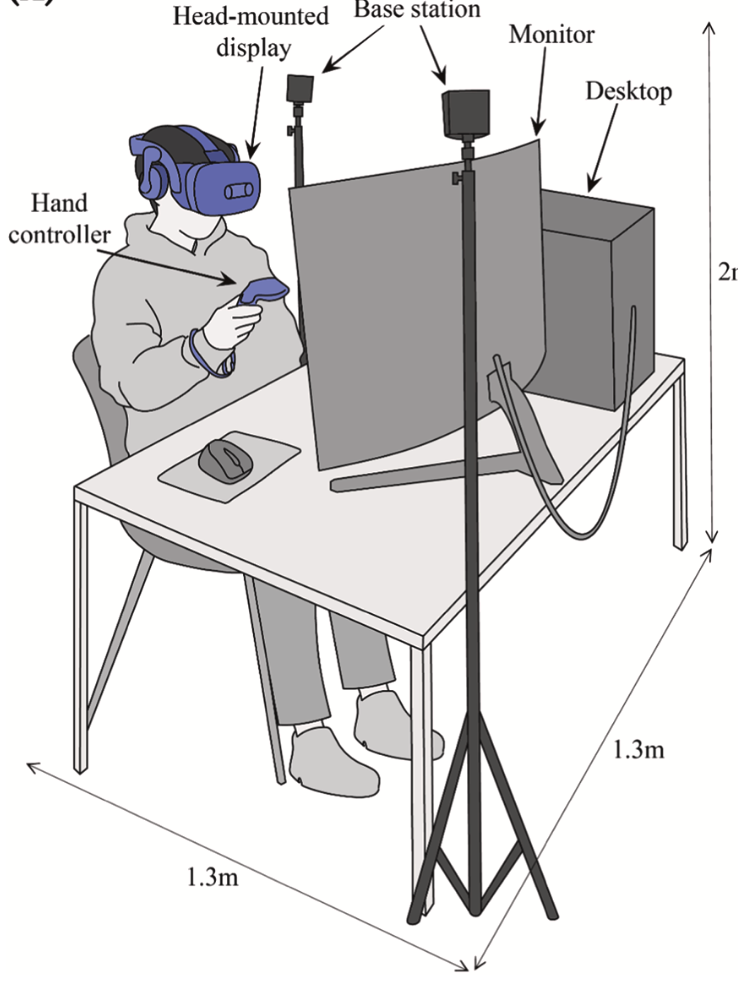 Head-mounted
display
Base station
Monitor
Desktop
Hand
controller
1.3m
1.3m